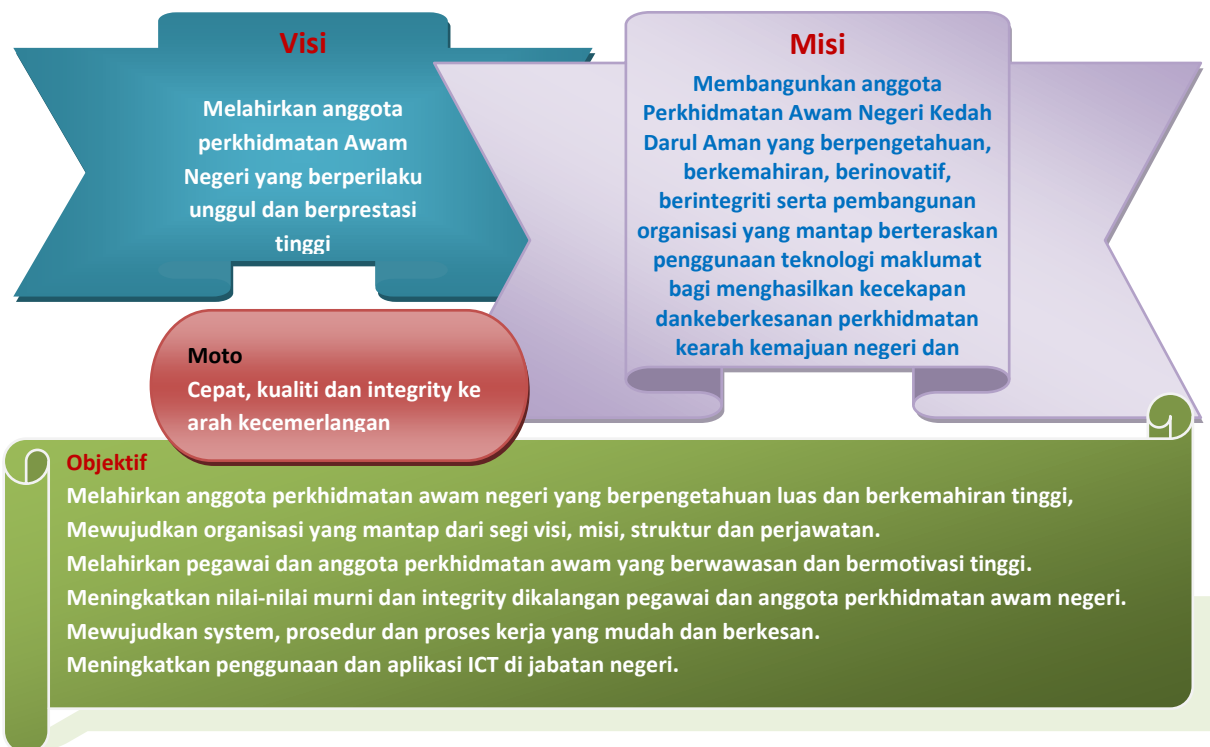 Visi
Melahirkan anggota
perkhidmatan Awam
Negeri yang berperilaku
unggul dan berprestasi
tinggi
Misi
Membangunkan anggota
Perkhidmatan Awam Negeri Kedah
Darul Aman yang berpengetahuan,
berkemahiran, berinovatif,
berintegriti serta pembangunan
organisasi yang mantap berteraskan
penggunaan teknologi maklumat
bagi menghasilkan kecekapan
dankeberkesanan perkhidmatan
kearah kemajuan negeri dan
Moto
Cepat, kualiti dan integrity ke
arah kecemerlangan
Objektif
Melahirkan anggota perkhidmatan awam negeri yang berpengetahuan luas dan berkemahiran tinggi,
Mewujudkan organisasi yang mantap dari segi visi, misi, struktur dan perjawatan.
Melahirkan pegawai dan anggota perkhidmatan awam yang berwawasan dan bermotivasi tinggi.
Meningkatkan nilai-nilai murni dan integrity dikalangan pegawai dan anggota perkhidmatan awam negeri.
Mewujudkan system, prosedur dan proses kerja yang mudah dan berkesan.
Meningkatkan penggunaan dan aplikasi ICT di jabatan negeri.